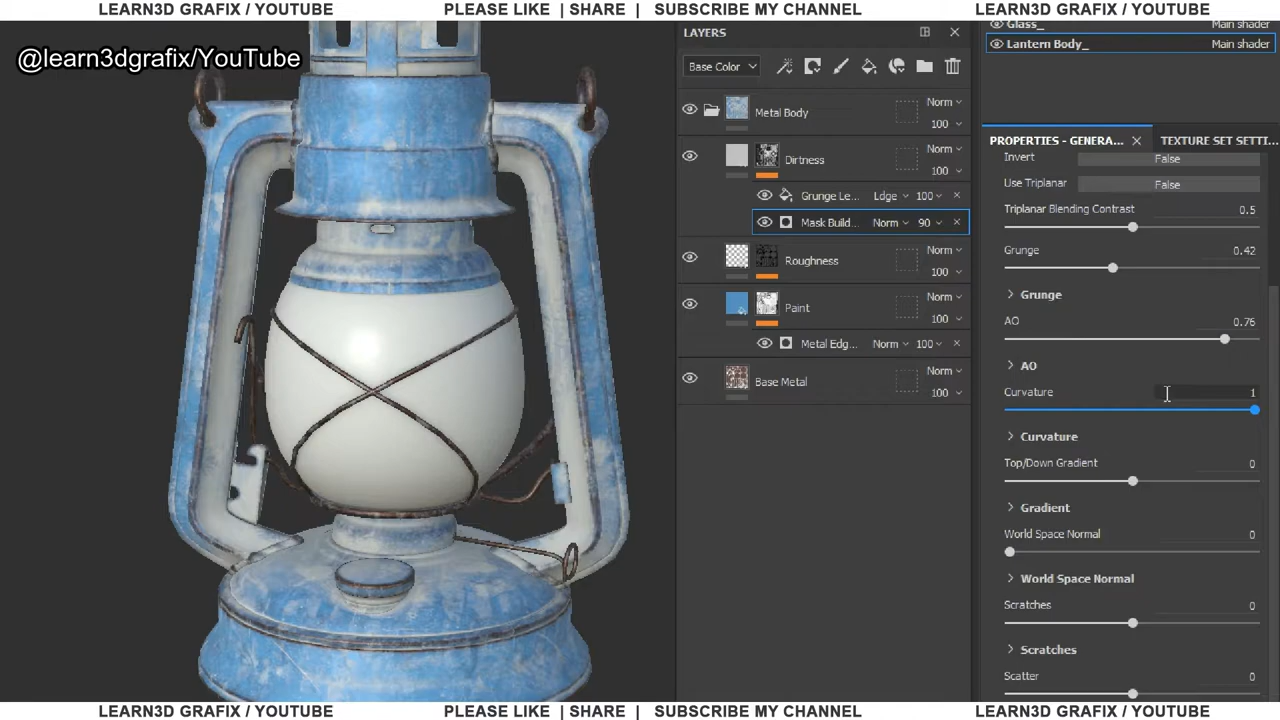 LEARN3D GRAFIX / YOUTUBE
PLEASE LIKE | SHARE | SUBSCRIBE MY CHANNEL
LEARN3D GRAFIX / YOUTUBE
@learn3dgrafix/YouTube
LAYERS
Base Color
Metal Body
Norm
100
Dirtness
Norm
100
Grunge Le... Ldge 100
Mask Build... Norm 90
Roughness
Norm
100
Paint
Norm
100
Metal Edg... Norm 100
Base Metal
Norm
100
Glass_ Main shader
Lantern Body_ Main shader
PROPERTIES - GENERA...
TEXTURE SET SETTI...
Invert False
Use Triplanar False
Triplanar Blending Contrast 0.5
Grunge 0.42
Grunge
AO 0.76
AO
Curvature 1
Curvature
Top/Down Gradient 0
Gradient
World Space Normal 0
World Space Normal
Scratches 0
Scratches
Scatter 0
LEARN3D GRAFIX / YOUTUBE
PLEASE LIKE | SHARE | SUBSCRIBE MY CHANNEL
LEARN3D GRAFIX / YOUTUBE